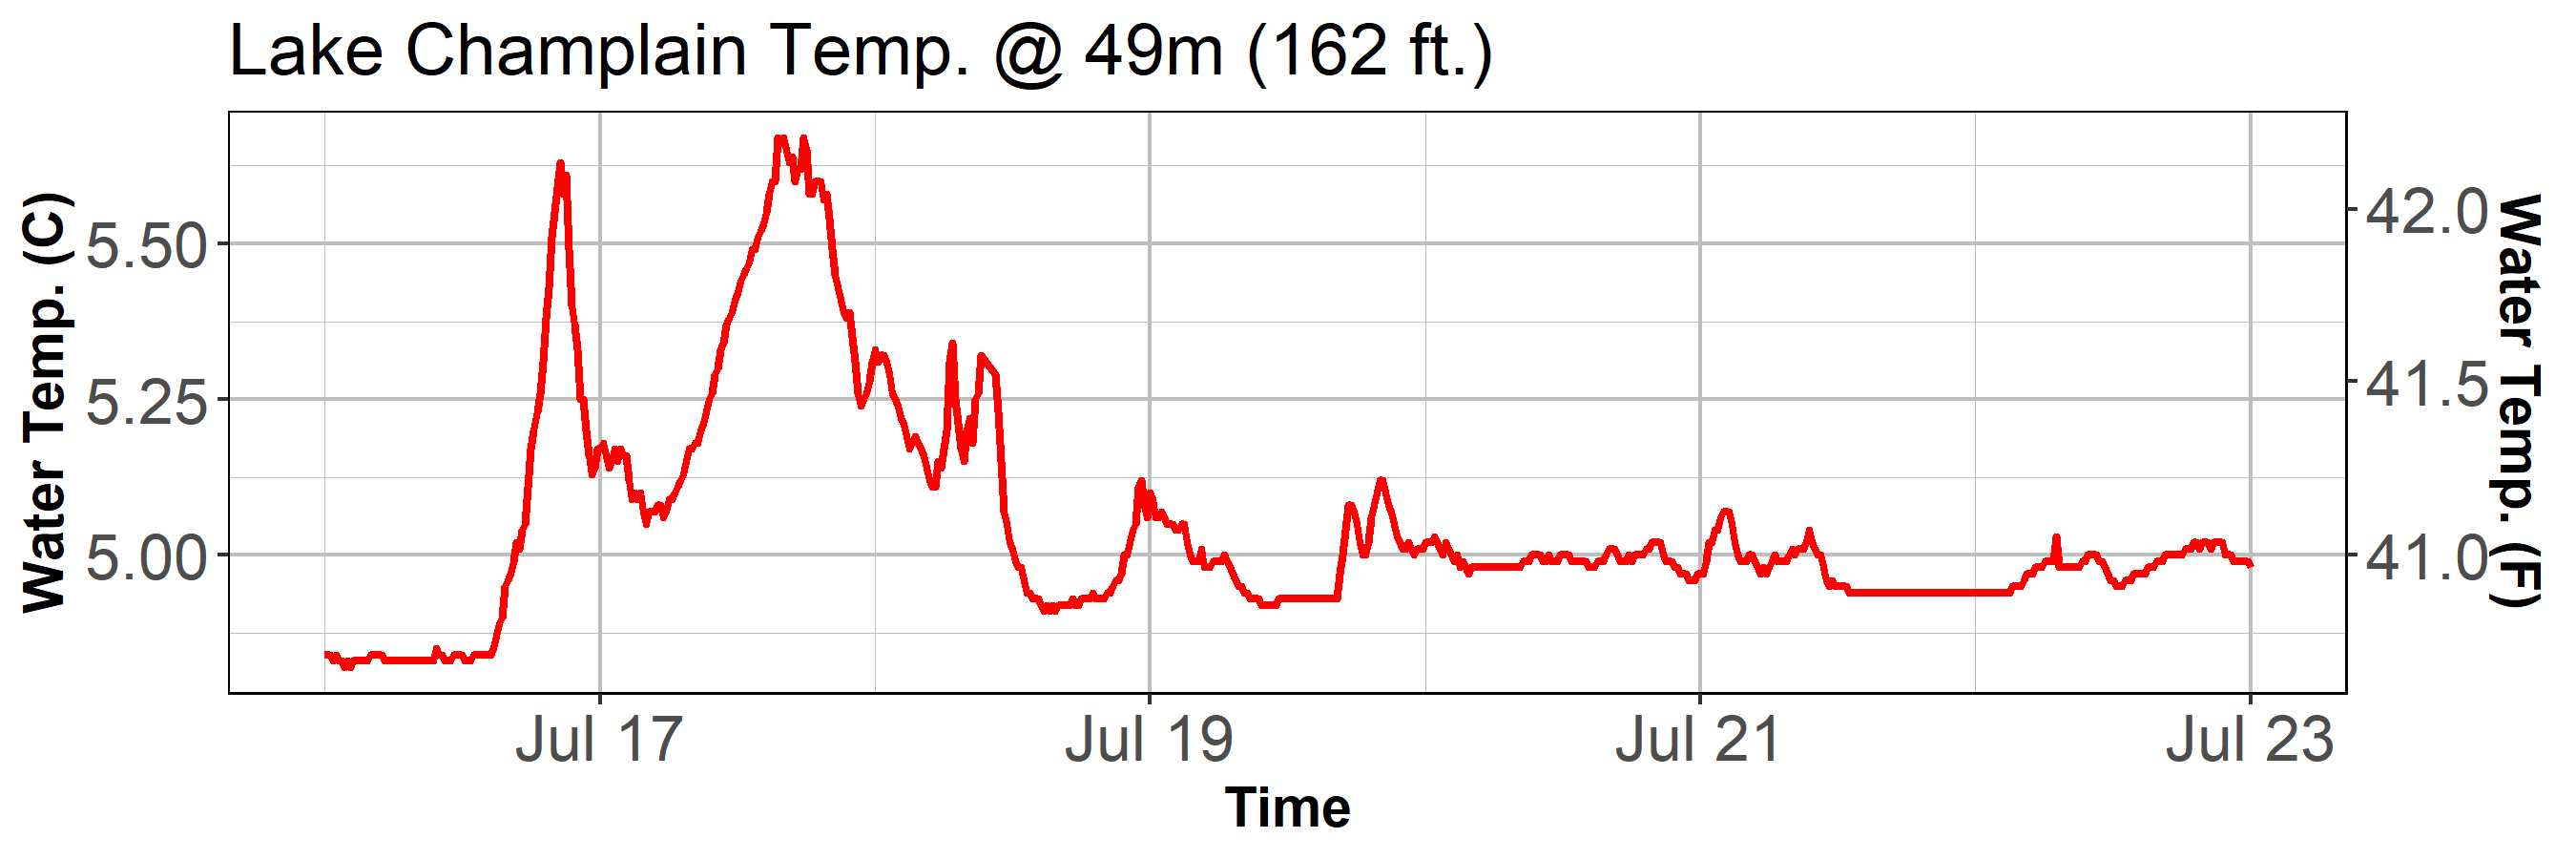 Lake Champlain Temp. @ 49m (162 ft.)
Water Temp. (C)
5.50
5.25
5.00
42.0
41.5
41.0
Water Temp. (F)
Jul 17 Jul 19 Jul 21 Jul 23
Time